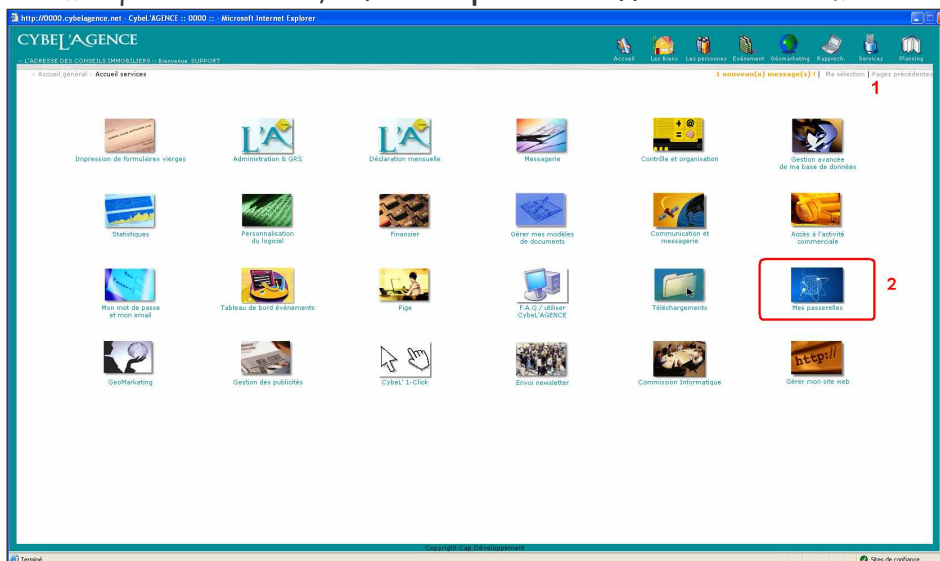 http://0000.cybelagence.net - CybeL'AGENCE :: 0000 :: - Microsoft Internet Explorer
CYBEL'AGENCE
:: L'ADRESSE DES CONSEILS IMMOBILIERS :: Bienvenue SUPPORT
Accueil Les Biens Les personnes Evénement Géomarketing Rapproch. Services Planning
Accueil général - Accueil services
1 nouveau(x) message(s) ! | Ma sélection | Pages précédentes
1
L'A
L'A
+ @
Impression de formulaires vierges
Administration & GRS
Déclaration mensuelle
Messagerie
Contrôle et organisation
Gestion avancée
de ma base de données
Statistiques
Personnalisation
du logiciel
Financier
Gérer mes modèles
de documents
Communication et
messagerie
Accès à l'activité
commerciale
2
Mon mot de passe
et mon email
Tableau de bord événements
Pige
F.A.Q / utiliser
CybeL'AGENCE
Téléchargements
Mes passerelles
http://
GeoMarketing
Gestion des publicités
CybeL' 1-Click
Envoi newsletter
Commission Informatique
Gérer mon site web
Copyright Cap Développement
Terminé
Sites de confiance